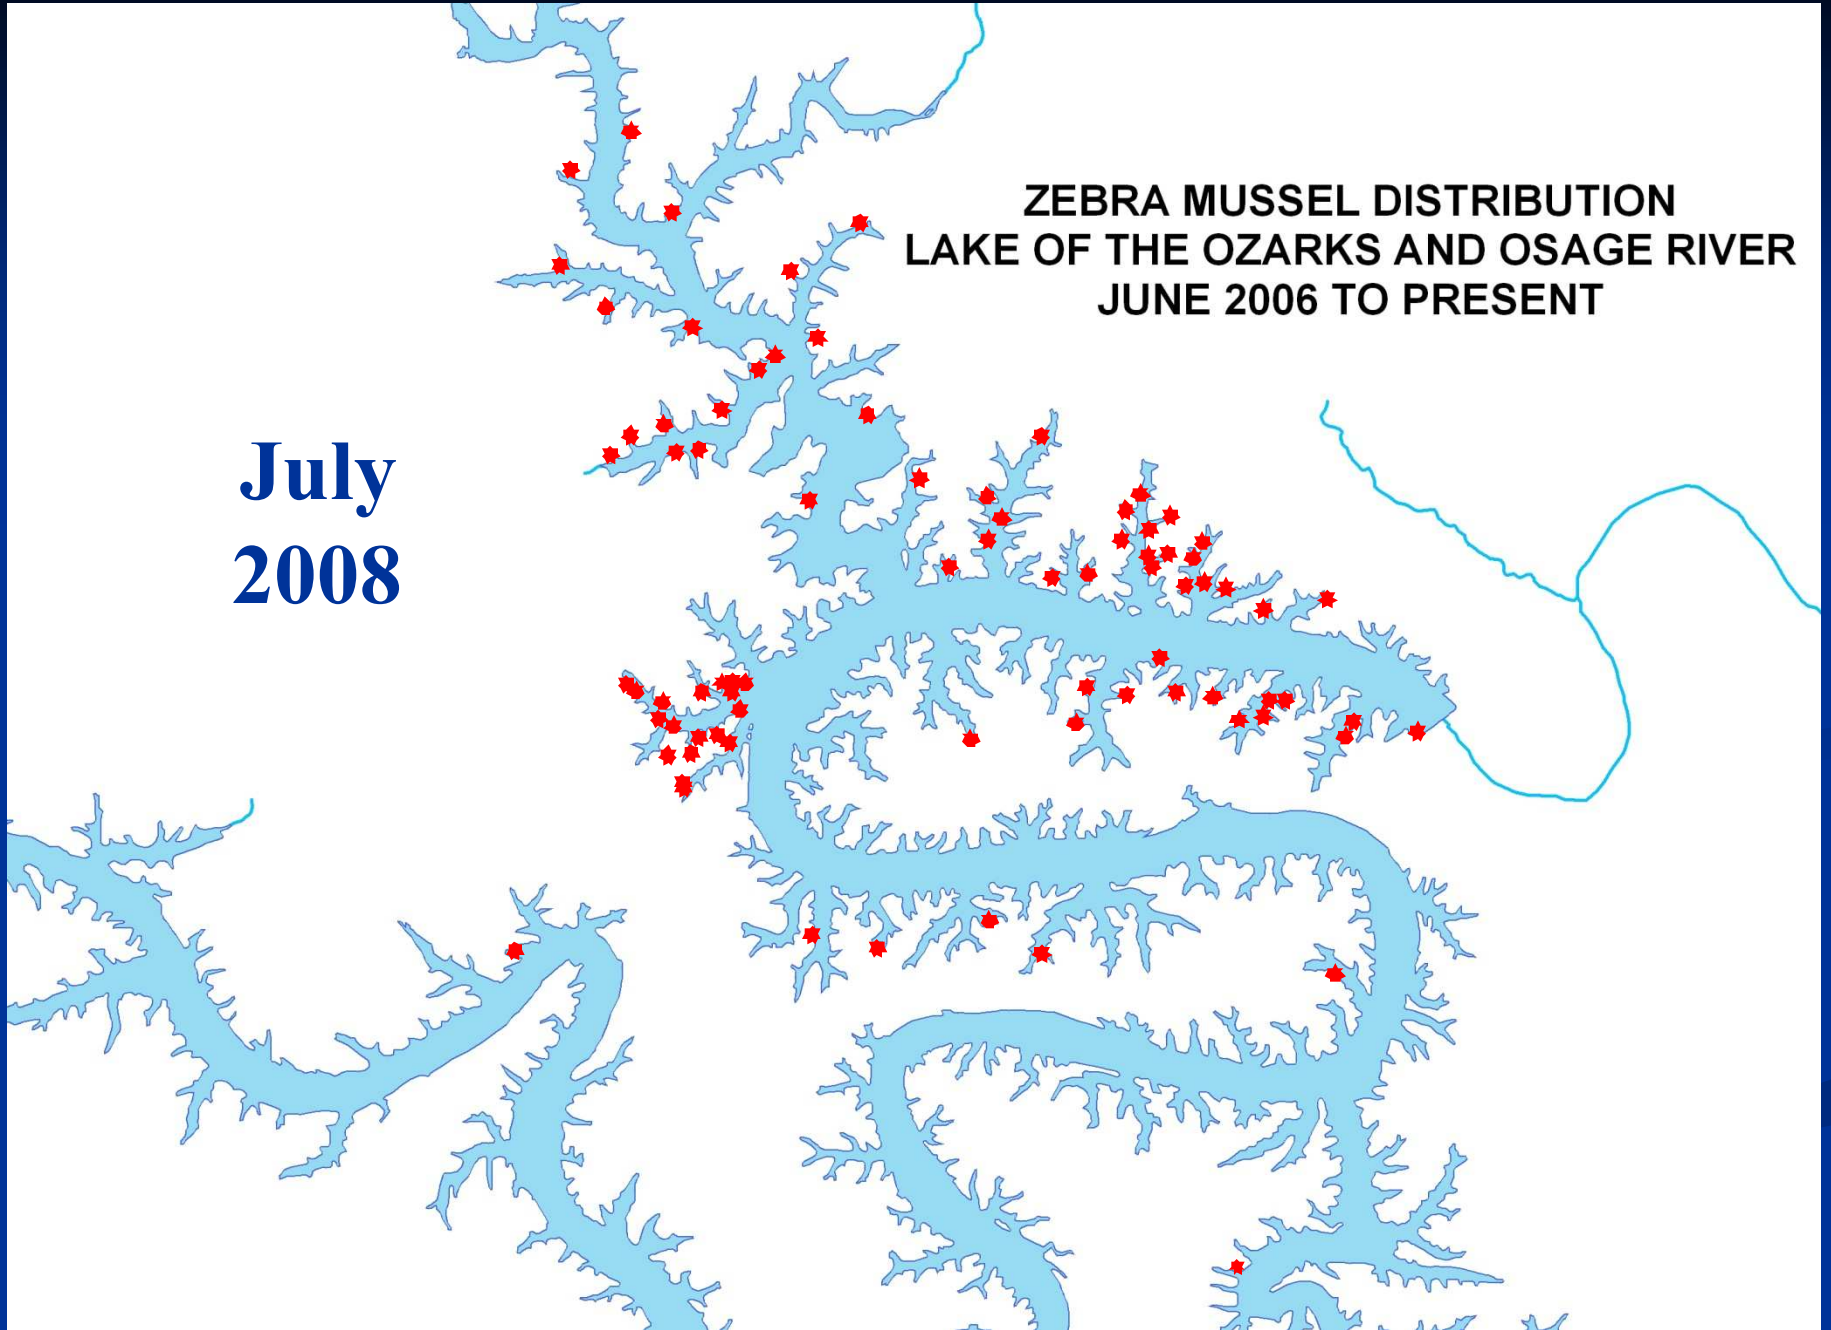 ZEBRA MUSSEL DISTRIBUTION
LAKE OF THE OZARKS AND OSAGE RIVER
JUNE 2006 TO PRESENT
July
2008